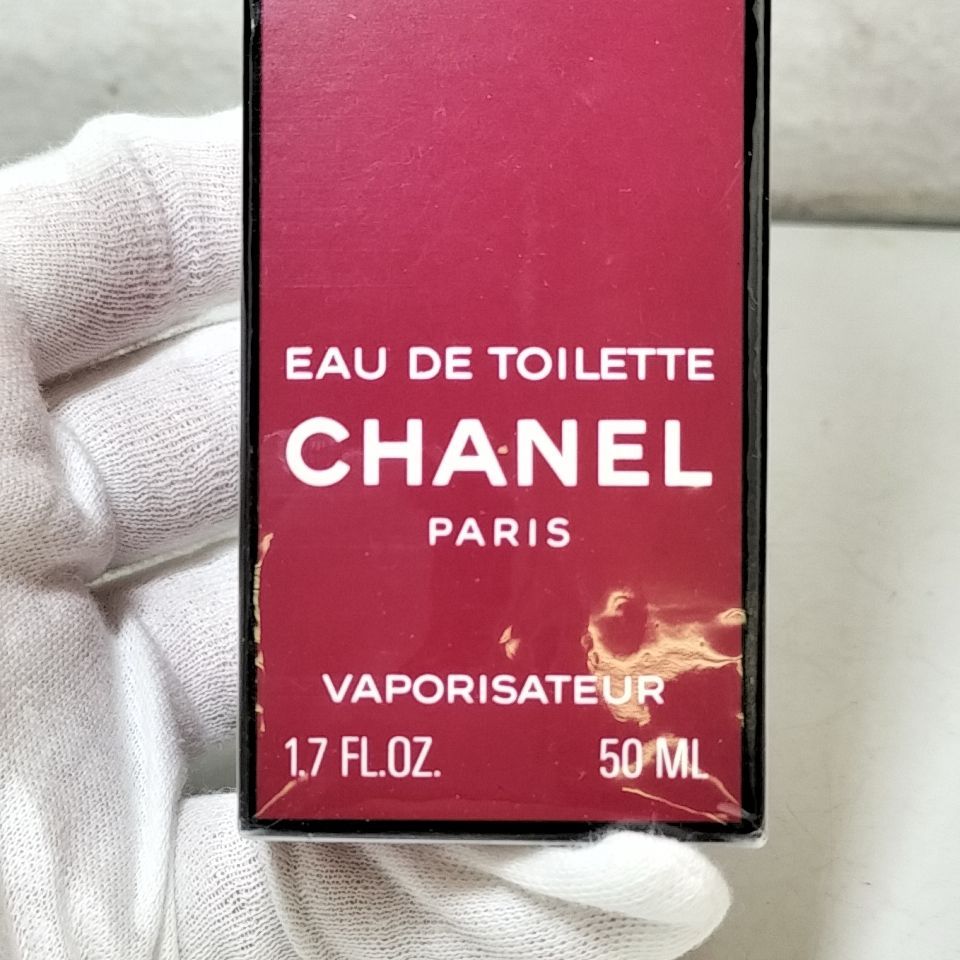 EAU DE TOILETTE
CHANEL
PARIS
VAPORISATEUR
1.7 FL.OZ. 50 ML